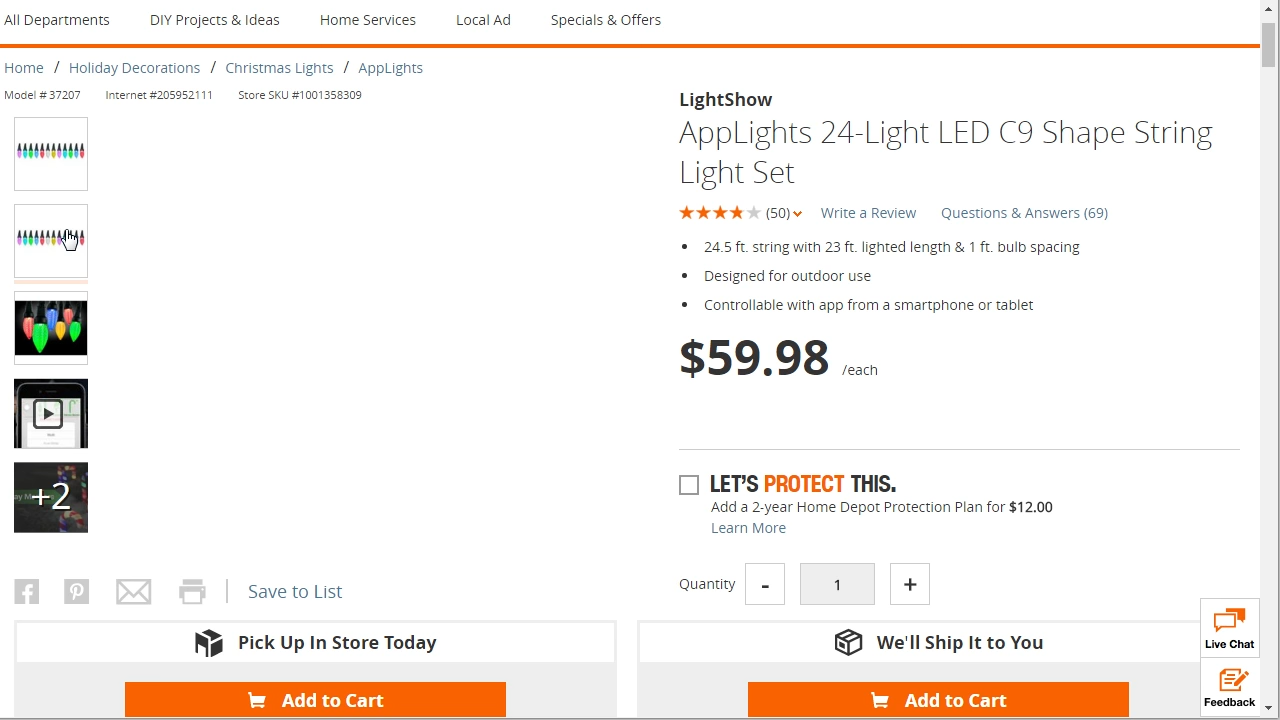 All Departments DIY Projects & Ideas Home Services Local Ad Specials & Offers
Home / Holiday Decorations / Christmas Lights / AppLights
Model # 37207 Internet #205952111 Store SKU #1001358309
LightShow
AppLights 24-Light LED C9 Shape String
Light Set
(50) Write a Review Questions & Answers (69)
24.5 ft. string with 23 ft. lighted length & 1 ft. bulb spacing
Designed for outdoor use
Controllable with app from a smartphone or tablet
$59.98 /each
LET'S PROTECT THIS.
Add a 2-year Home Depot Protection Plan for $12.00
Learn More
+2
Save to List
Quantity - 1 +
Pick Up In Store Today
Add to Cart
We'll Ship It to You
Add to Cart
Live Chat
Feedback